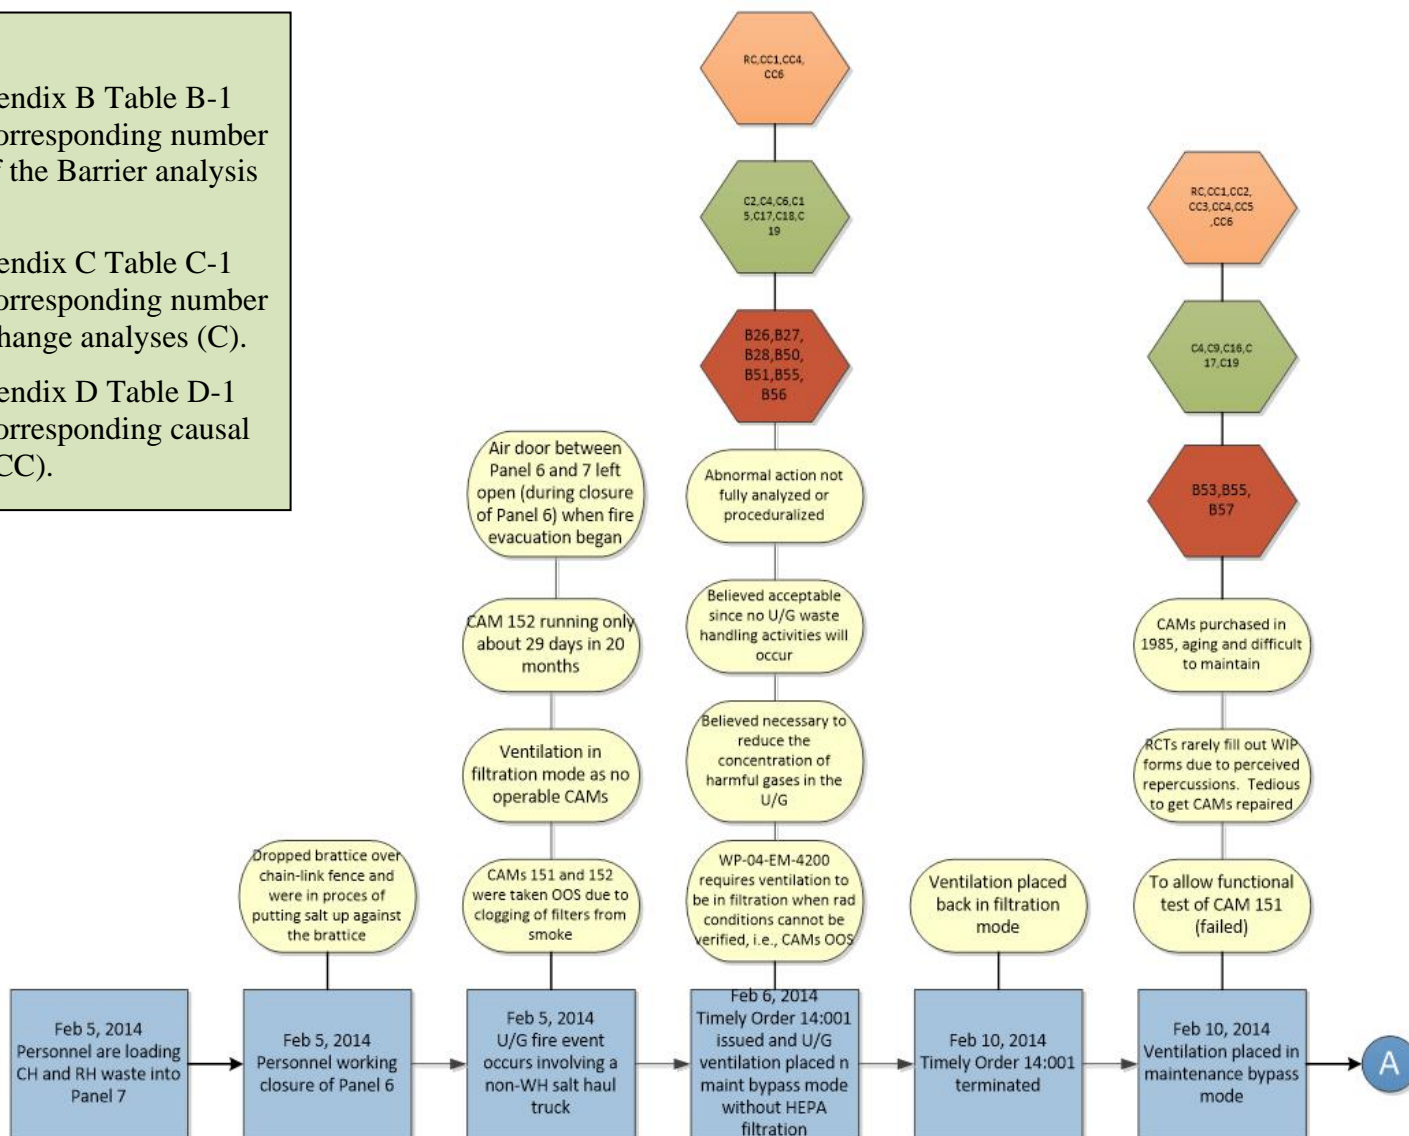 endix B Table B-1
orresponding number
f the Barrier analysis
endix C Table C-1
orresponding number
hange analyses (C).
endix D Table D-1
orresponding causal
CC).
RC,CC1,CC4,
CC6
C2,C4,C6,C1
5,C17,C18,C
19
B26,B27,
B28,B50,
B51,B55,
B56
RC,CC1,CC2,
CC3,CC4,CC5
,CC6
C4,C9,C16,C
17,C19
B53,B55,
B57
Air door between
Panel 6 and 7 left
open (during closure
of Panel 6) when fire
evacuation began
CAM 152 running only
about 29 days in 20
months
Ventilation in
filtration mode as no
operable CAMs
CAMs 151 and 152
were taken OOS due to
clogging of filters from
smoke
Abnormal action not
fully analyzed or
proceduralized
Believed acceptable
since no U/G waste
handling activities will
occur
Believed necessary to
reduce the
concentration of
harmful gases in the
U/G
WP-04-EM-4200
requires ventilation to
be in filtration when rad
conditions cannot be
verified, i.e., CAMs OOS
CAMs purchased in
1985, aging and difficult
to maintain
RCTs rarely fill out WIP
forms due to perceived
repercussions. Tedious
to get CAMs repaired
To allow functional
test of CAM 151
(failed)
Dropped brattice over
chain-link fence and
were in proces of
putting salt up against
the brattice
Ventilation placed
back in filtration
mode
Feb 5, 2014
Personnel are loading
CH and RH waste into
Panel 7
Feb 5, 2014
Personnel working
closure of Panel 6
Feb 5, 2014
U/G fire event
occurs involving a
non-WH salt haul
truck
Feb 6, 2014
Timely Order 14:001
issued and U/G
ventilation placed n
maint bypass mode
without HEPA
filtration
Feb 10, 2014
Timely Order 14:001
terminated
Feb 10, 2014
Ventilation placed in
maintenance bypass
mode
A